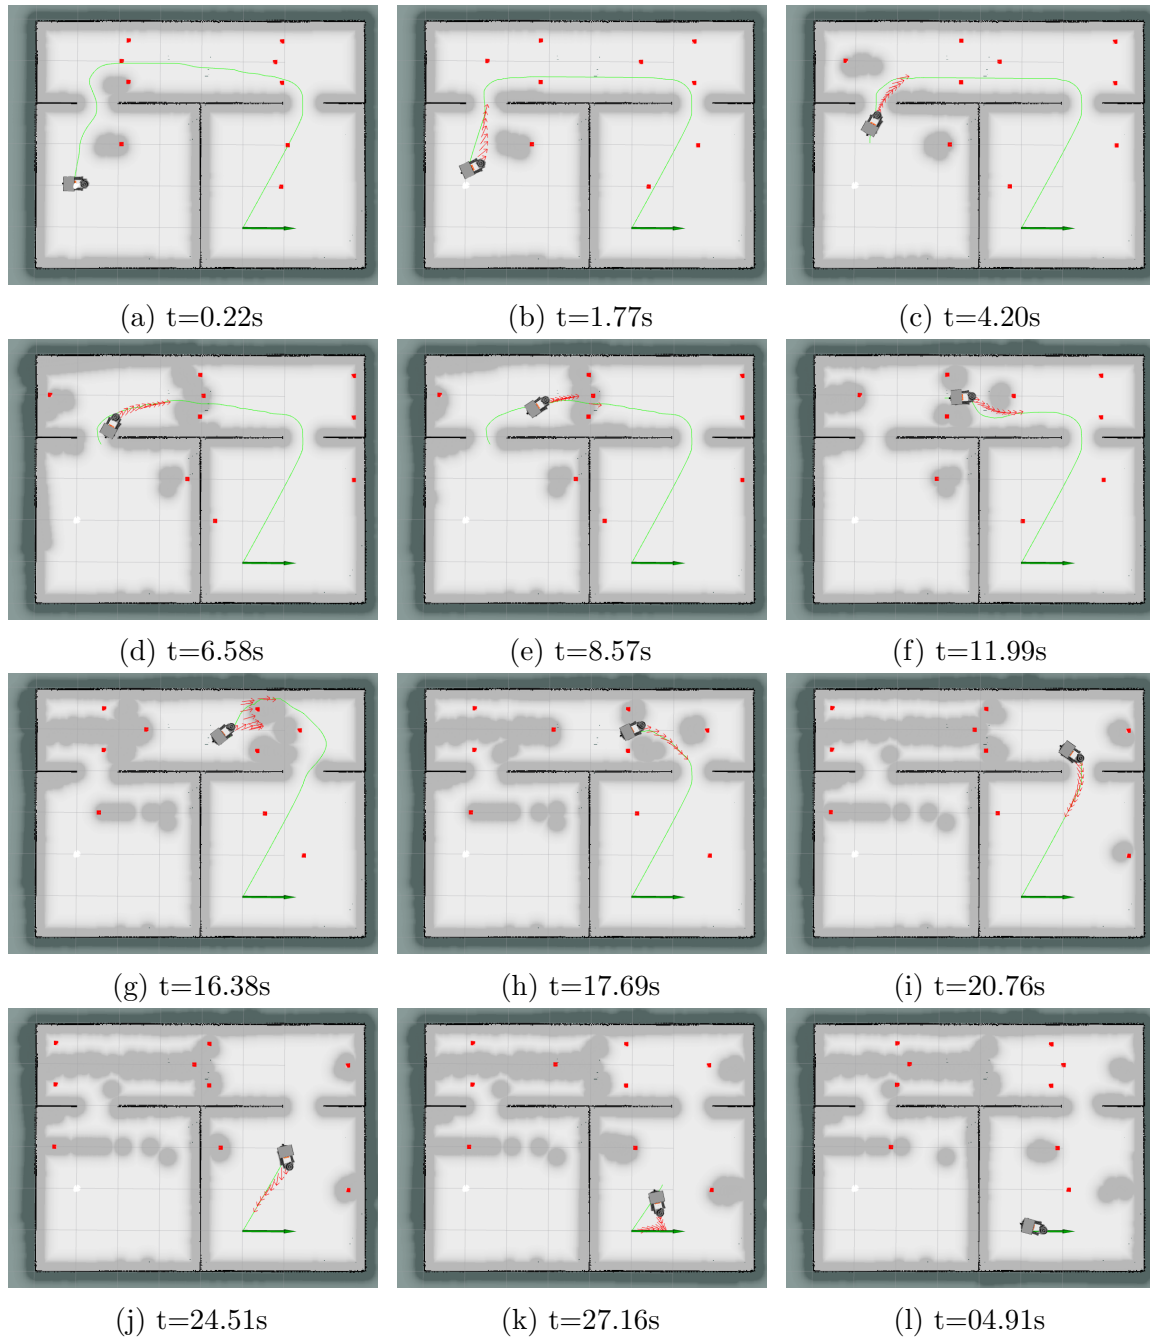 (a) t=0.22s
(b) t=1.77s
(c) t=4.20s
(d) t=6.58s
(e) t=8.57s
(f) t=11.99s
(g) t=16.38s
(h) t=17.69s
(i) t=20.76s
(j) t=24.51s
(k) t=27.16s
(l) t=04.91s